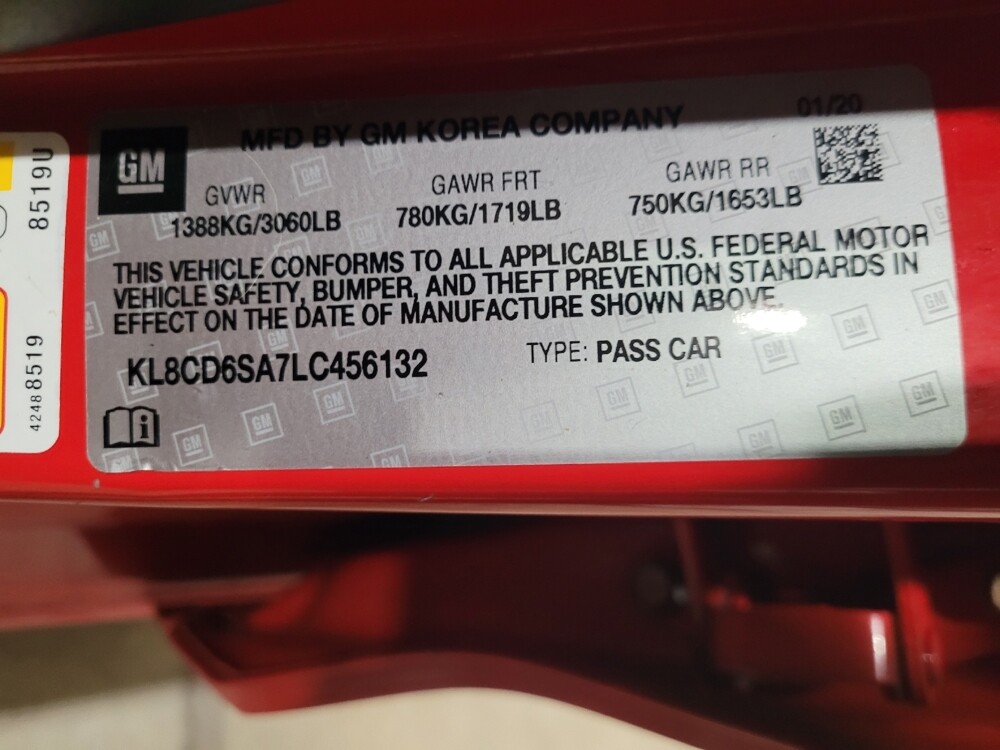 01/20
MFD BY GM KOREA COMPANY
GM
GVWR
GAWR FRT
GAWR RR
1388KG/3060LB
780KG/1719LB
750KG/1653LB
THIS VEHICLE CONFORMS TO ALL APPLICABLE U.S. FEDERAL MOTOR
VEHICLE SAFETY, BUMPER, AND THEFT PREVENTION STANDARDS IN
EFFECT ON THE DATE OF MANUFACTURE SHOWN ABOVE.
KL8CD6SA7LC456132
TYPE: PASS CAR
8519U
42488519